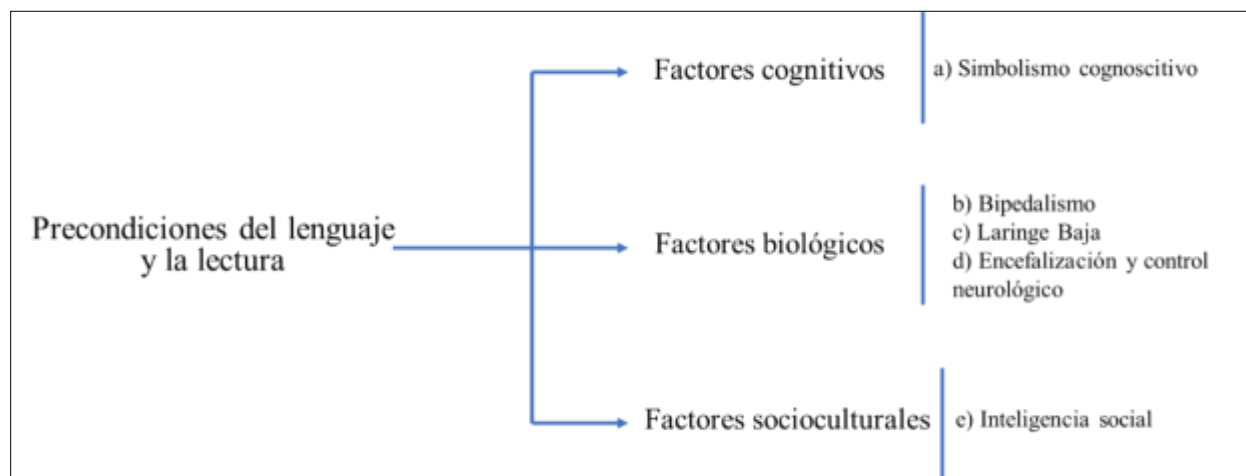 Precondiciones del lenguaje
y la lectura
Factores cognitivos
a) Simbolismo cognoscitivo
Factores biológicos
b) Bipedalismo
c) Laringe Baja
d) Encefalización y control
neurológico
Factores socioculturales
e) Inteligencia social